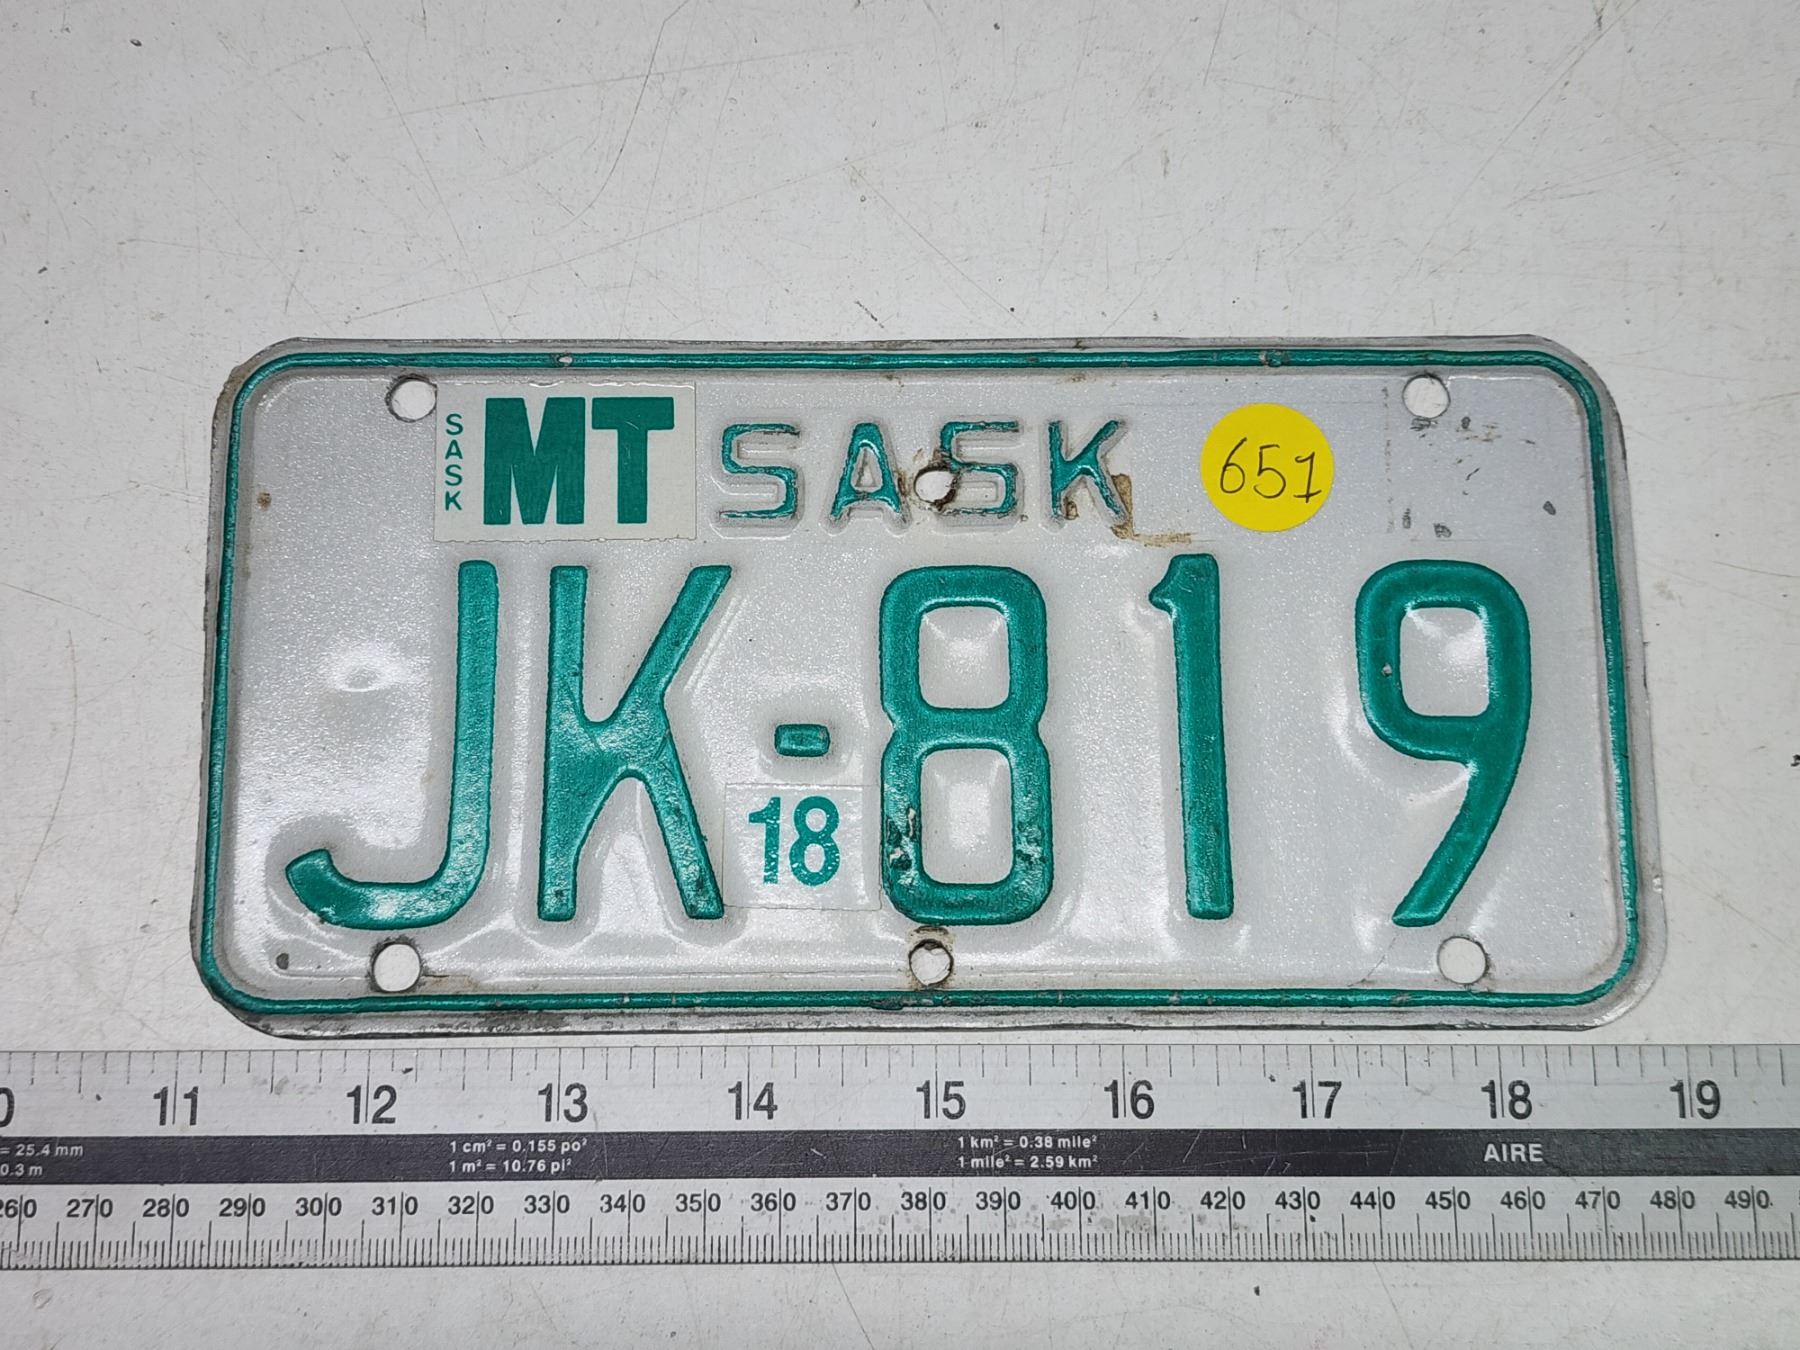 SASK MT SASK 651
JK-819
18
0 11 12 13 14 15 16 17 18 19
= 25.4 mm 1 cm² = 0.155 po² 1 km² = 0.38 mile² AIRE
0.3 m 1 m² = 10.76 pi² 1 mile² = 2.59 km²
260 270 280 290 300 310 320 330 340 350 360 370 380 390 400 410 420 430 440 450 460 470 480 490